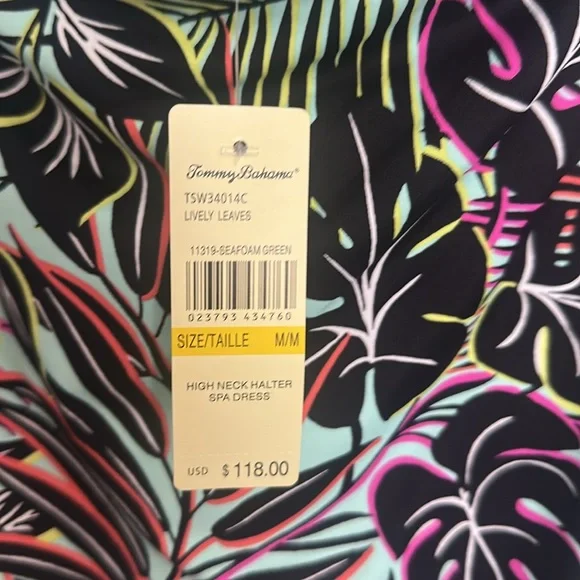 Tommy Bahama®
TSW34014C
LIVELY LEAVES
11319-SEAFOAM GREEN
023793 434760
SIZE/TAILLE M/M
HIGH NECK HALTER
SPA DRESS
USD $118.00